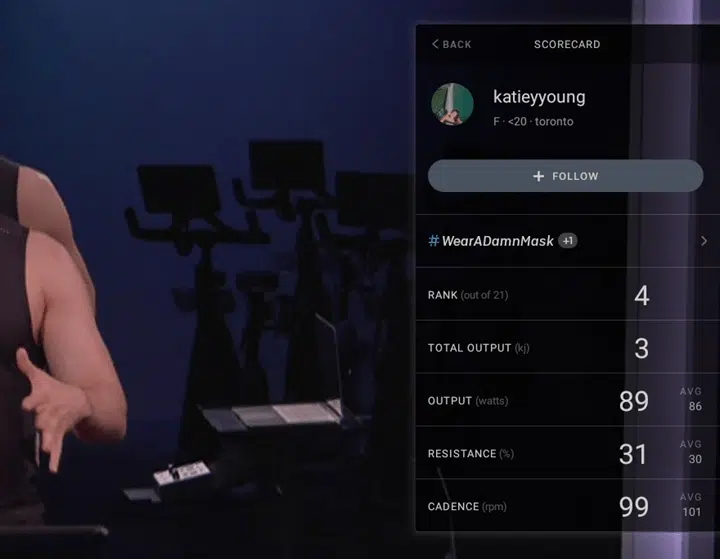 < BACK SCORECARD
katieyyoung
F · <20 · toronto
+ FOLLOW
#WearADamnMask +1 >
RANK (out of 21) 4
TOTAL OUTPUT (kj) 3
OUTPUT (watts) 89 AVG 86
RESISTANCE (%) 31 AVG 30
CADENCE (rpm) 99 AVG 101